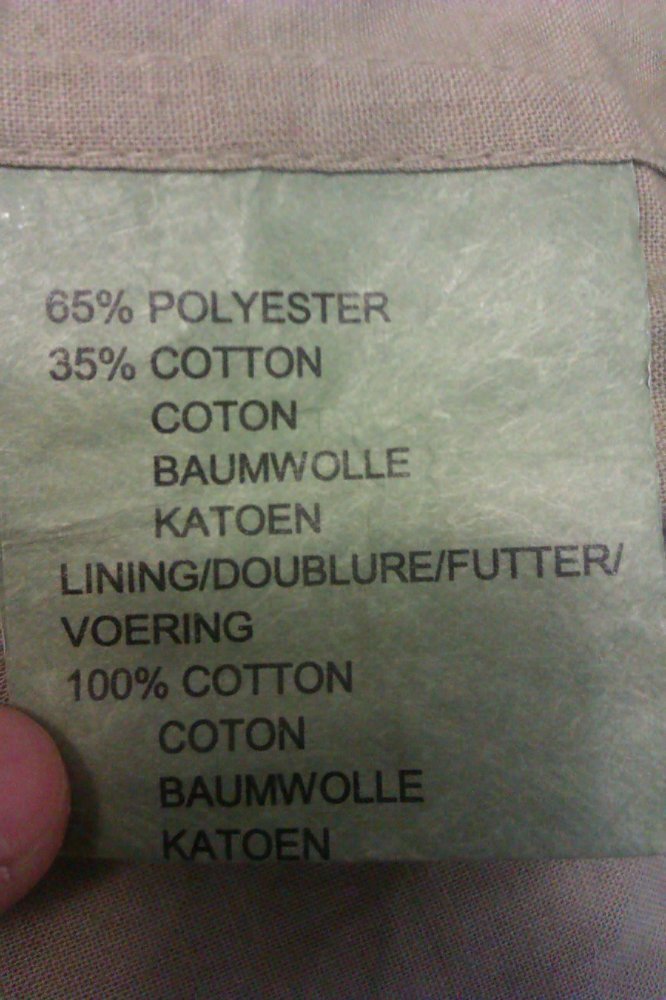 65% POLYESTER
35% COTTON
COTON
BAUMWOLLE
KATOEN
LINING/DOUBLURE/FUTTER/
VOERING
100% COTTON
COTON
BAUMWOLLE
KATOEN